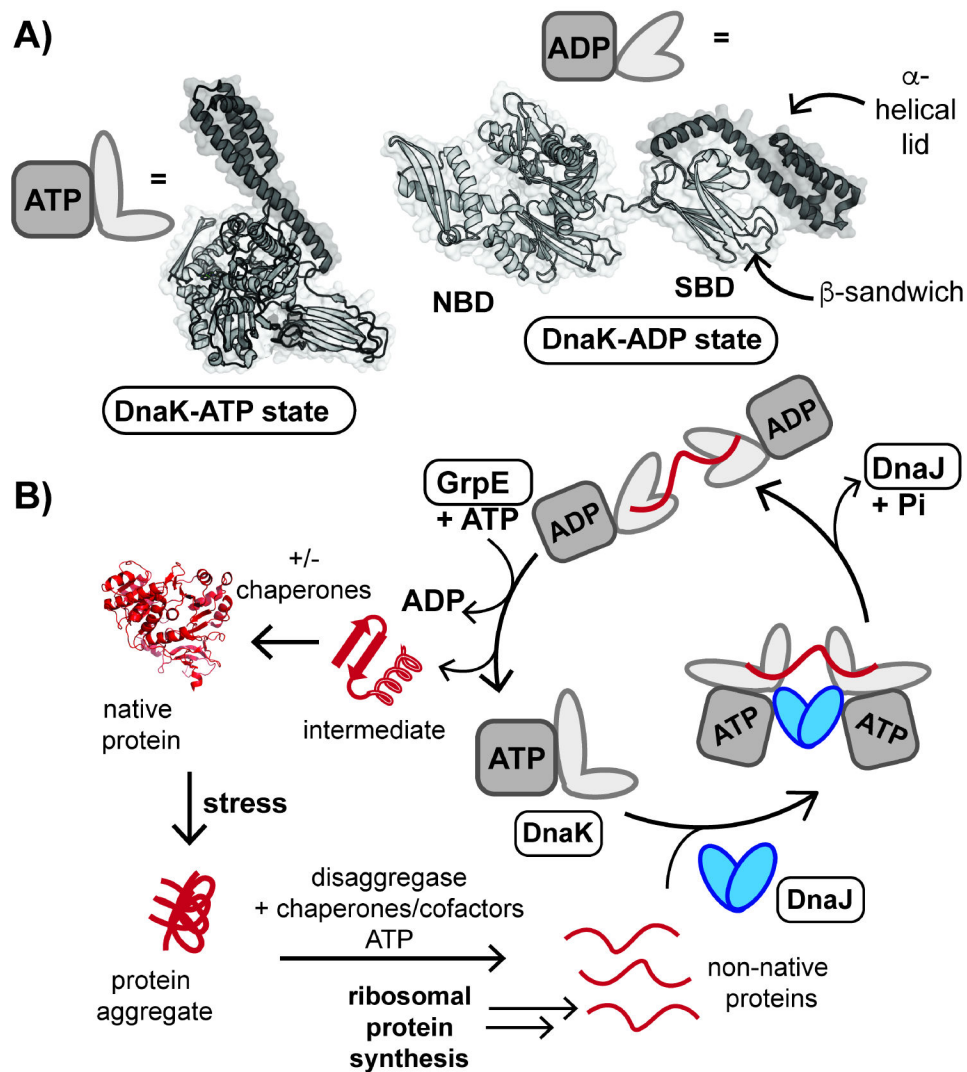 A)
ATP
=
ADP
=
α-
helical
lid
NBD
SBD
β-sandwich
DnaK-ATP state
DnaK-ADP state
B)
GrpE
+ ATP
ADP
ADP
ADP
DnaJ
+ Pi
+/-
chaperones
native
protein
intermediate
ATP
DnaK
ATP
ATP
DnaJ
stress
protein
aggregate
disaggregase
+ chaperones/cofactors
ATP
ribosomal
protein
synthesis
non-native
proteins